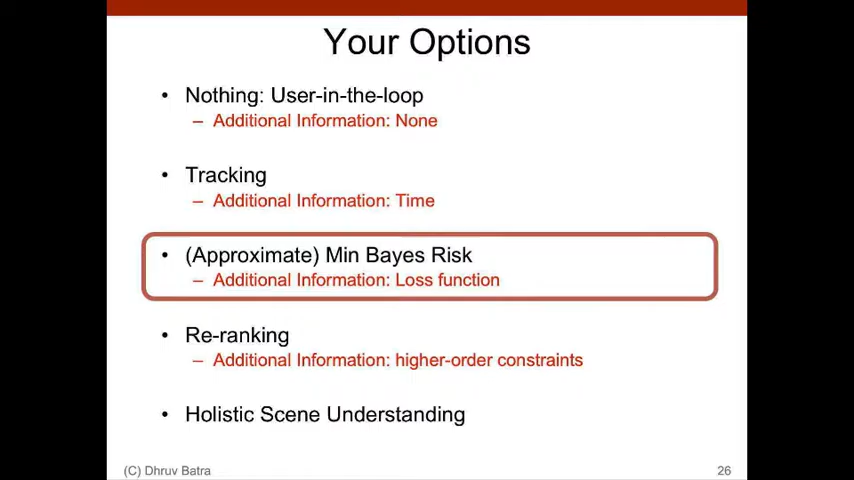 Your Options
• Nothing: User-in-the-loop
– Additional Information: None
• Tracking
– Additional Information: Time
• (Approximate) Min Bayes Risk
– Additional Information: Loss function
• Re-ranking
– Additional Information: higher-order constraints
• Holistic Scene Understanding
(C) Dhruv Batra
26